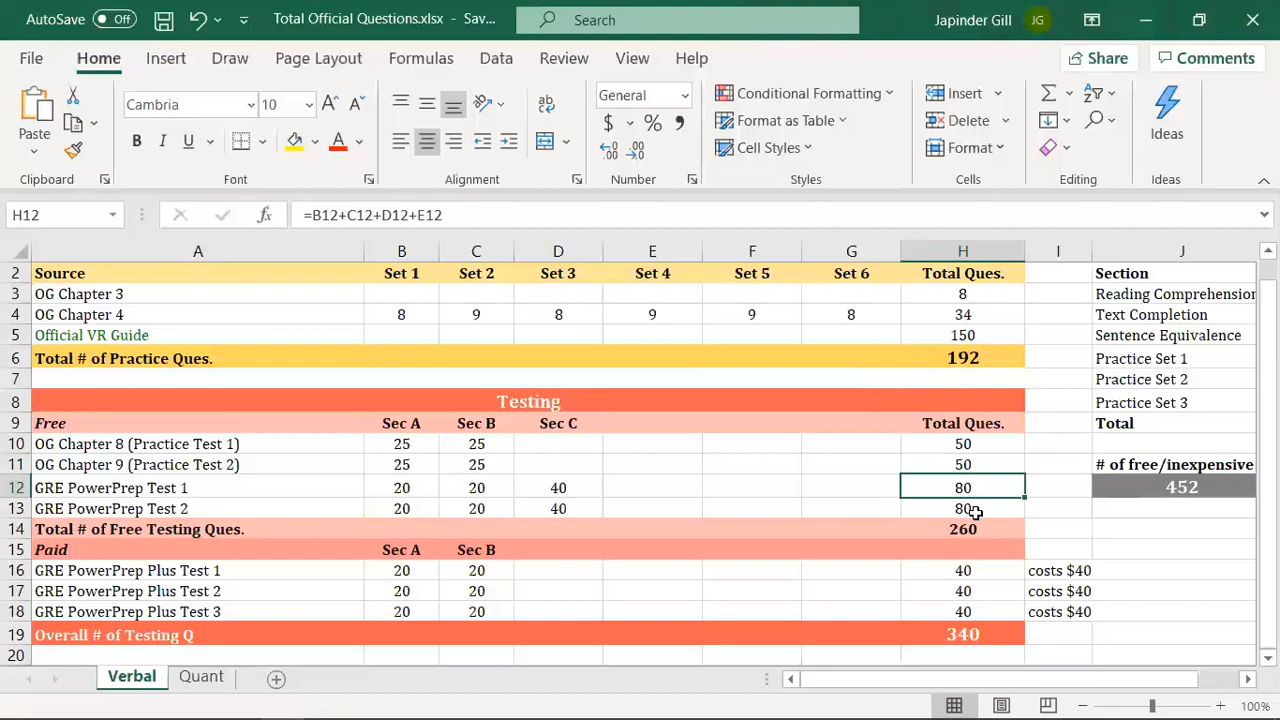 AutoSave Off Total Official Questions.xlsx - Sav... Search Japinder Gill JG
File Home Insert Draw Page Layout Formulas Data Review View Help Share Comments
Cambria 10 General Conditional Formatting Insert
Paste B I U $ % Format as Table Delete Ideas
Cell Styles Format
Clipboard Font Alignment Number Styles Cells Editing Ideas
H12 fx =B12+C12+D12+E12
A B C D E F G H I J
2 Source Set 1 Set 2 Set 3 Set 4 Set 5 Set 6 Total Ques. Section
3 OG Chapter 3 8 Reading Comprehension
4 OG Chapter 4 8 9 8 9 9 8 34 Text Completion
5 Official VR Guide 150 Sentence Equivalence
6 Total # of Practice Ques. 192 Practice Set 1
7 Practice Set 2
8 Testing Practice Set 3
9 Free Sec A Sec B Sec C Total Ques. Total
10 OG Chapter 8 (Practice Test 1) 25 25 50
11 OG Chapter 9 (Practice Test 2) 25 25 50 # of free/inexpensive
12 GRE PowerPrep Test 1 20 20 40 80 452
13 GRE PowerPrep Test 2 20 20 40 80
14 Total # of Free Testing Ques. 260
15 Paid Sec A Sec B
16 GRE PowerPrep Plus Test 1 20 20 40 costs $40
17 GRE PowerPrep Plus Test 2 20 20 40 costs $40
18 GRE PowerPrep Plus Test 3 20 20 40 costs $40
19 Overall # of Testing Q 340
20
Verbal Quant
100%